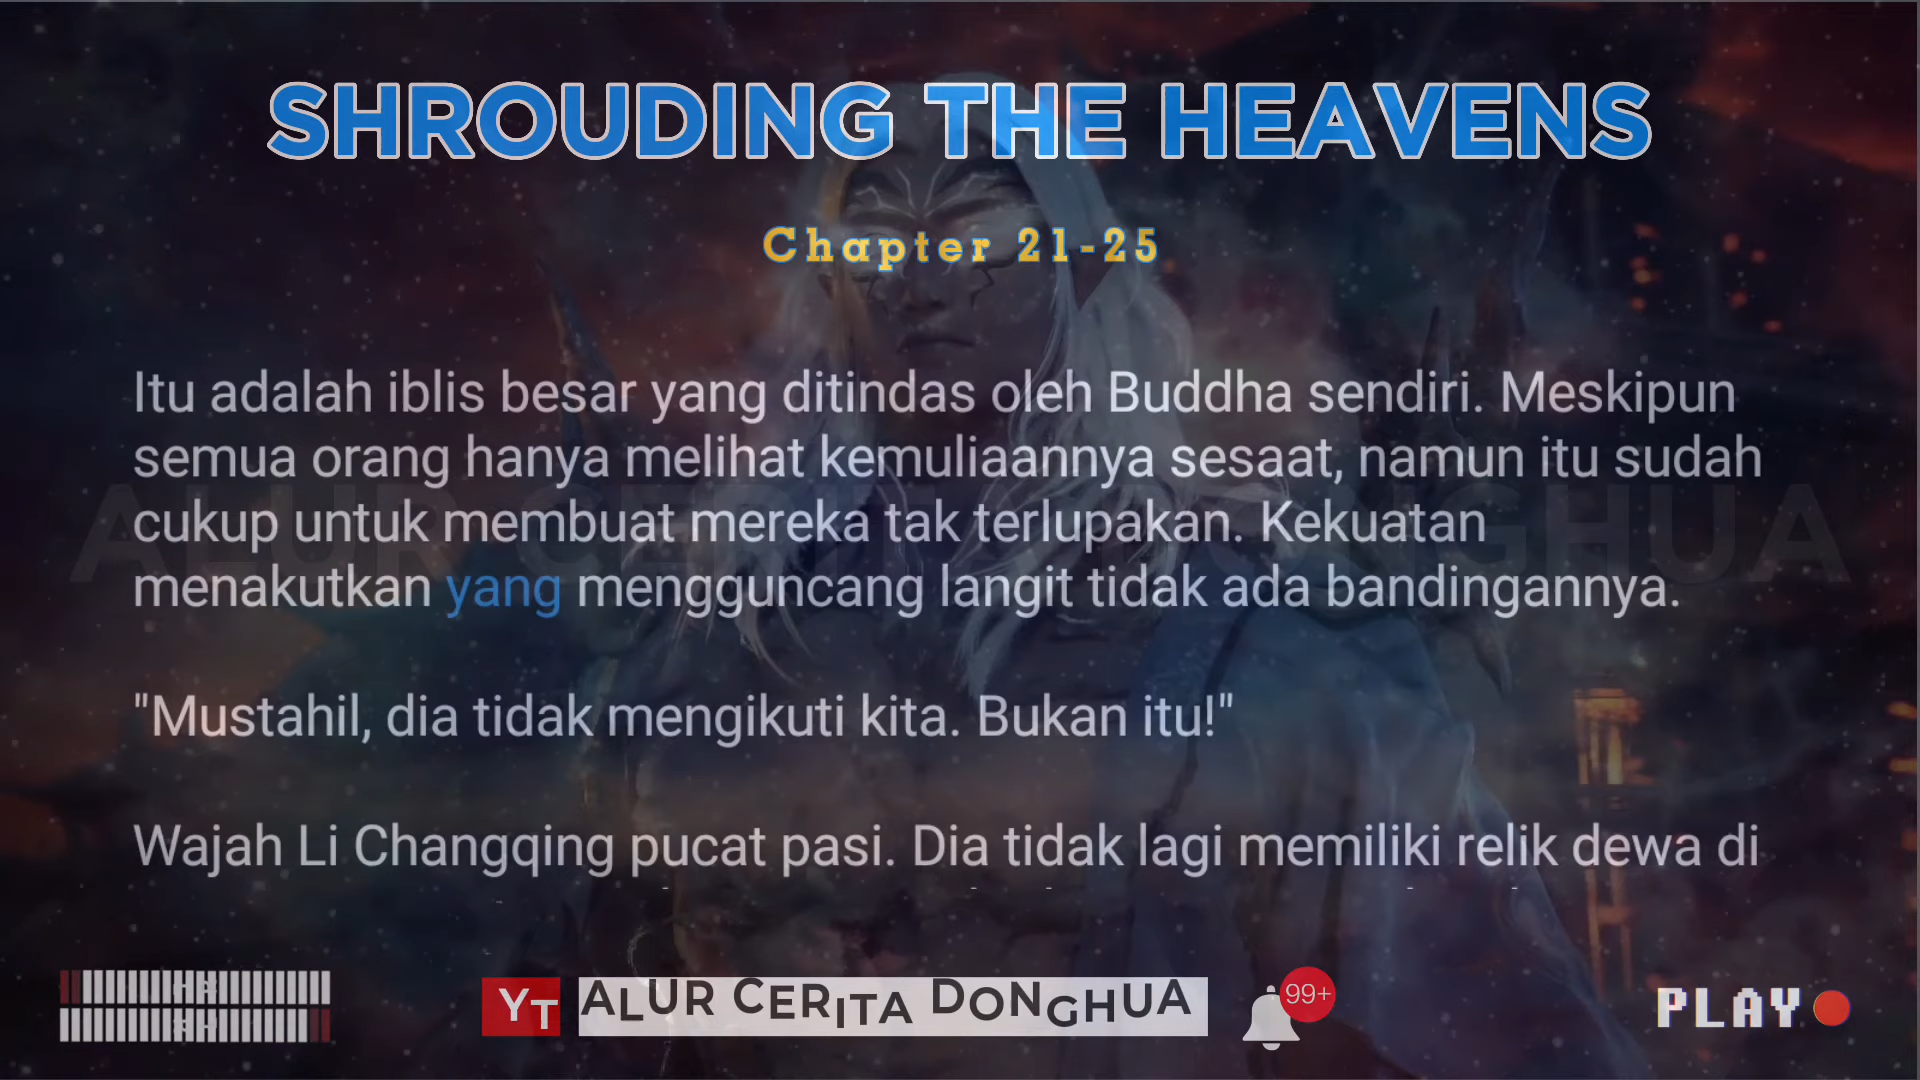 SHROUDING THE HEAVENS
Chapter 21-25
Itu adalah iblis besar yang ditindas oleh Buddha sendiri. Meskipun
semua orang hanya melihat kemuliaannya sesaat, namun itu sudah
cukup untuk membuat mereka tak terlupakan. Kekuatan
menakutkan yang mengguncang langit tidak ada bandingannya.
"Mustahil, dia tidak mengikuti kita. Bukan itu!"
Wajah Li Changqing pucat pasi. Dia tidak lagi memiliki relik dewa di
ALUR CERITA DONGHUA
YT ALUR CERITA DONGHUA
99+
PLAY